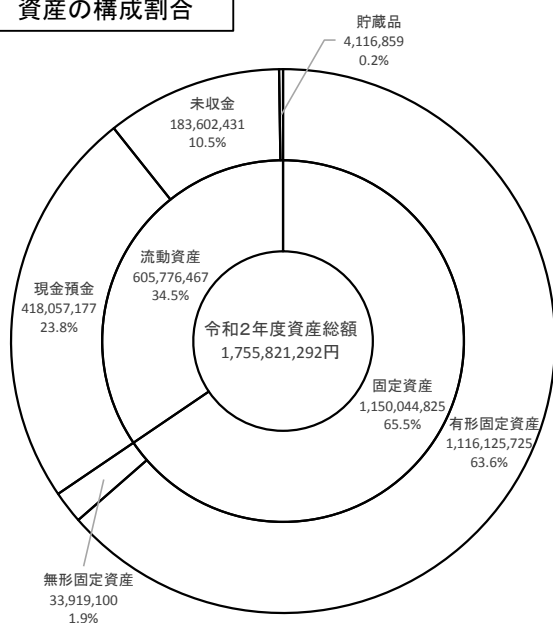 資産の構成割合
貯蔵品
4,116,859
0.2%
未収金
183,602,431
10.5%
流動資産
605,776,467
34.5%
現金預金
418,057,177
23.8%
令和2年度資産総額
1,755,821,292円
固定資産
1,150,044,825
65.5%
有形固定資産
1,116,125,725
63.6%
無形固定資産
33,919,100
1.9%